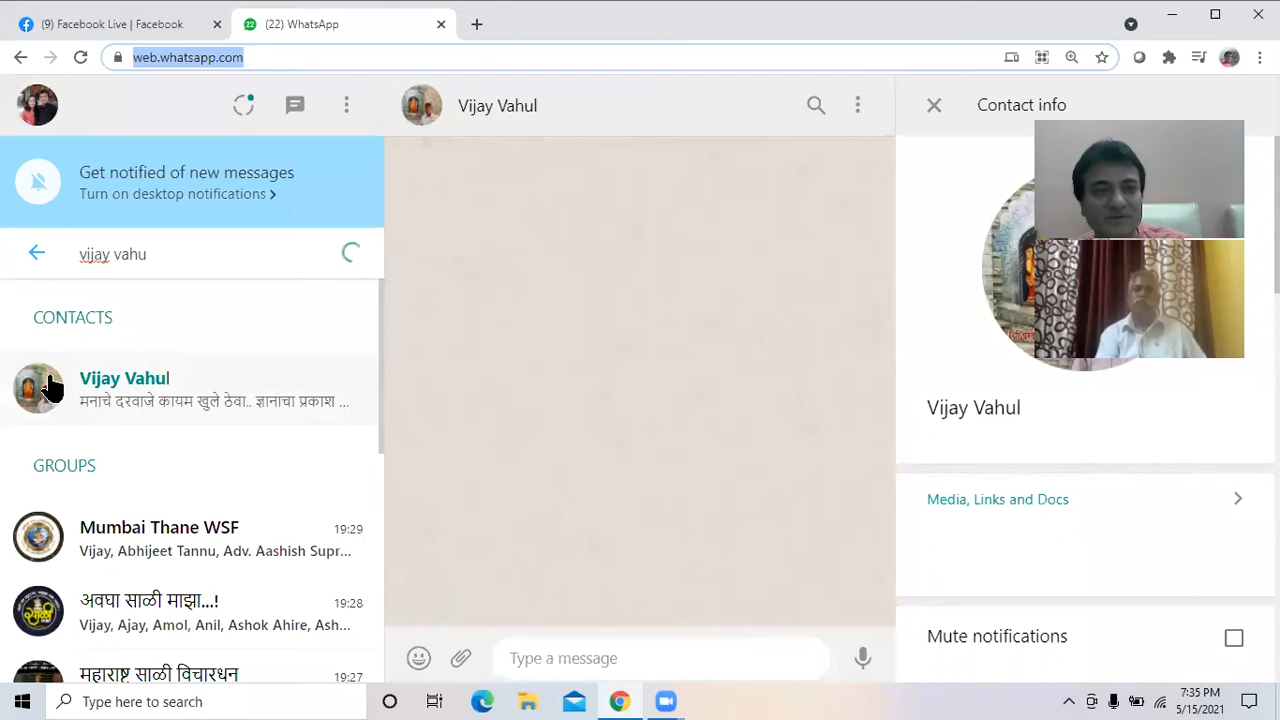 (9) Facebook Live | Facebook
(22) WhatsApp
web.whatsapp.com
Vijay Vahul
Contact info
Get notified of new messages
Turn on desktop notifications >
vijay vahu
CONTACTS
Vijay Vahul
मनाचे दरवाजे कायम खुले ठेवा.. ज्ञानाचा प्रकाश ...
GROUPS
Mumbai Thane WSF 19:29
Vijay, Abhijeet Tannu, Adv. Aashish Supr...
अवघा साळी माझा...! 19:28
Vijay, Ajay, Amol, Anil, Ashok Ahire, Ash...
महाराष्ट्र साळी विचारधन 19:27
Type a message
Vijay Vahul
Media, Links and Docs
Mute notifications
Type here to search
7:35 PM
5/15/2021